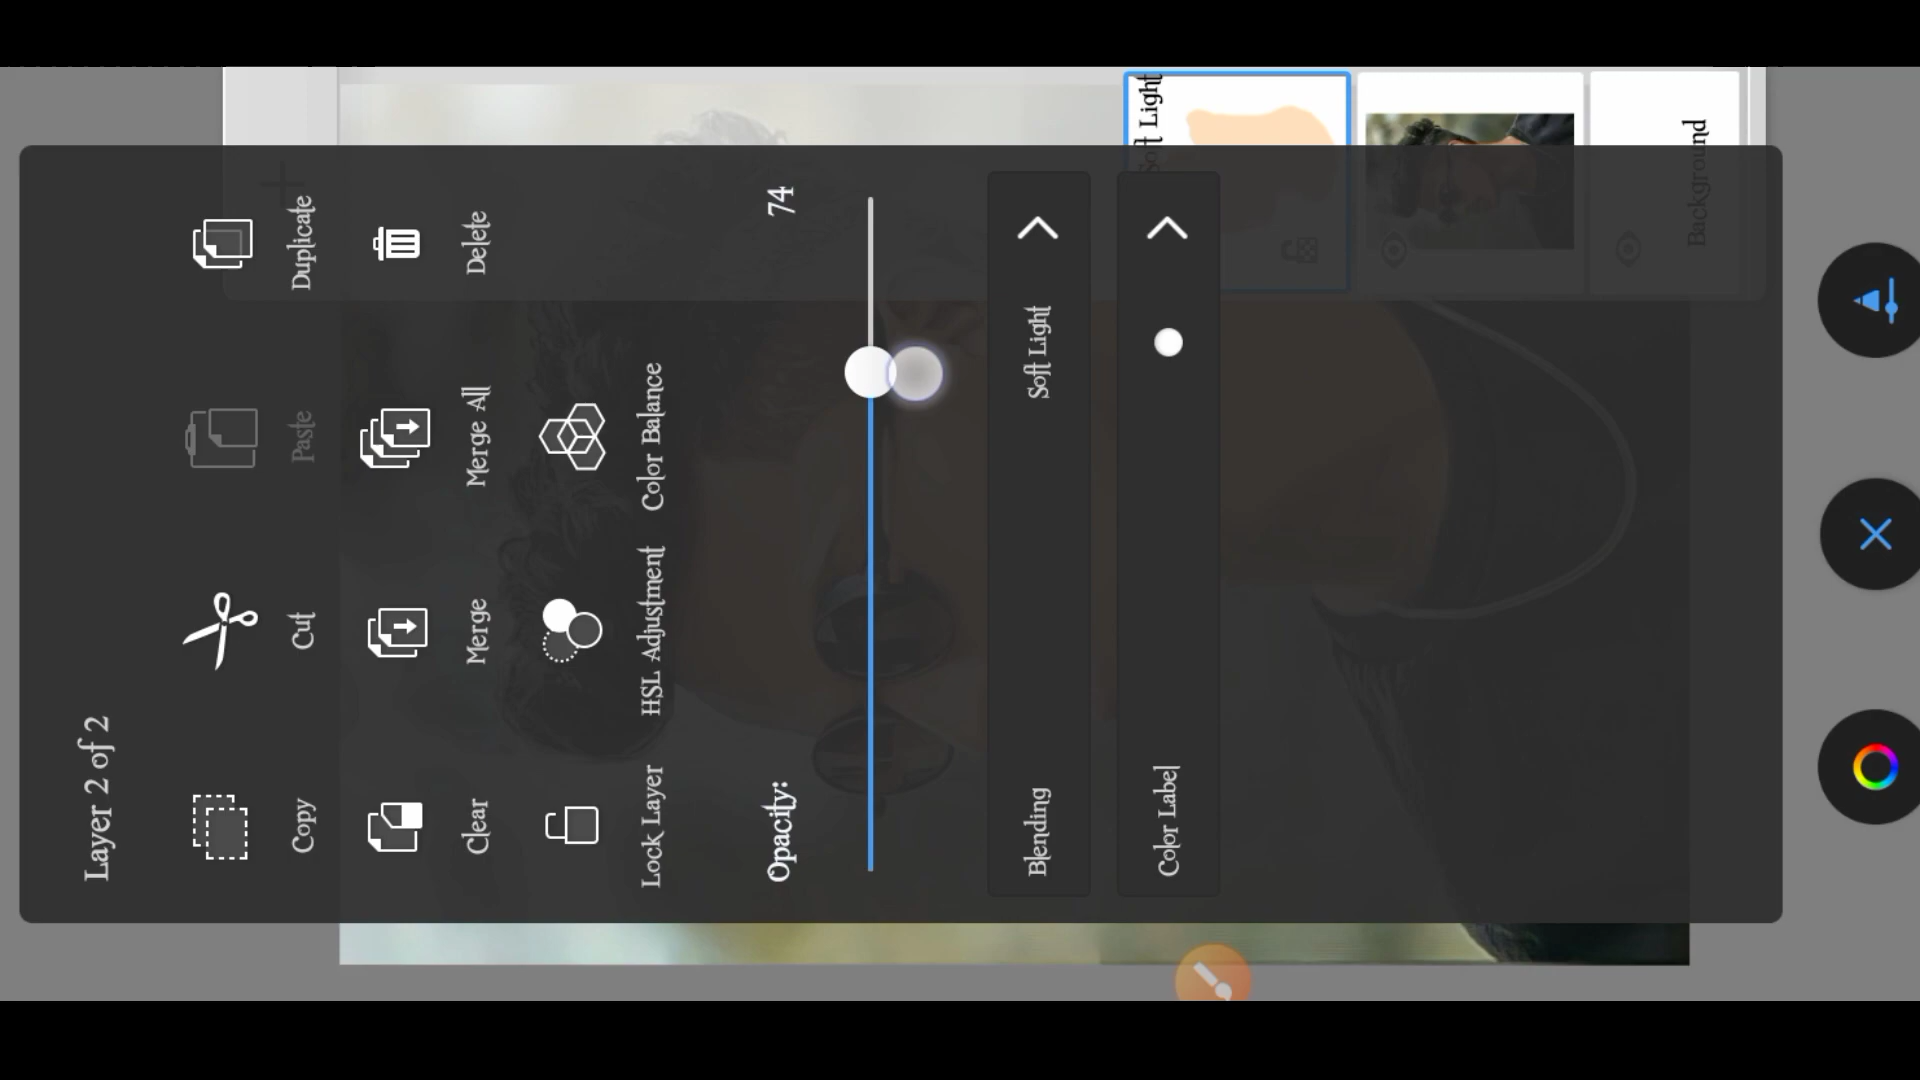 Layer 2 of 2
Copy
Cut
Paste
Duplicate
Clear
Merge
Merge All
Delete
Lock Layer
HSL Adjustment
Color Balance
Opacity:
74
Blending
Soft Light
Color Label
Soft Light
Background